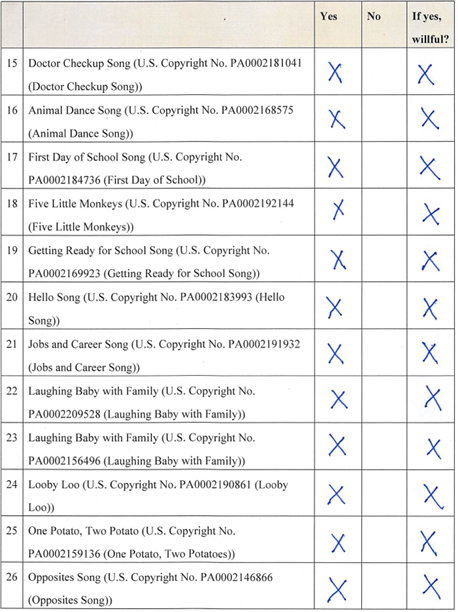 Yes No If yes,
willful?
15 Doctor Checkup Song (U.S. Copyright No. PA0002181041 X X
(Doctor Checkup Song))
16 Animal Dance Song (U.S. Copyright No. PA0002168575 X X
(Animal Dance Song))
17 First Day of School Song (U.S. Copyright No. X X
PA0002184736 (First Day of School))
18 Five Little Monkeys (U.S. Copyright No. PA0002192144 X X
(Five Little Monkeys))
19 Getting Ready for School Song (U.S. Copyright No. X X
PA0002169923 (Getting Ready for School Song))
20 Hello Song (U.S. Copyright No. PA0002183993 (Hello X X
Song))
21 Jobs and Career Song (U.S. Copyright No. PA0002191932 X X
(Jobs and Career Song))
22 Laughing Baby with Family (U.S. Copyright No. X X
PA0002209528 (Laughing Baby with Family))
23 Laughing Baby with Family (U.S. Copyright No. X X
PA0002156496 (Laughing Baby with Family))
24 Looby Loo (U.S. Copyright No. PA0002190861 (Looby X X
Loo))
25 One Potato, Two Potato (U.S. Copyright No. X X
PA0002159136 (One Potato, Two Potatoes))
26 Opposites Song (U.S. Copyright No. PA0002146866 X X
(Opposites Song))